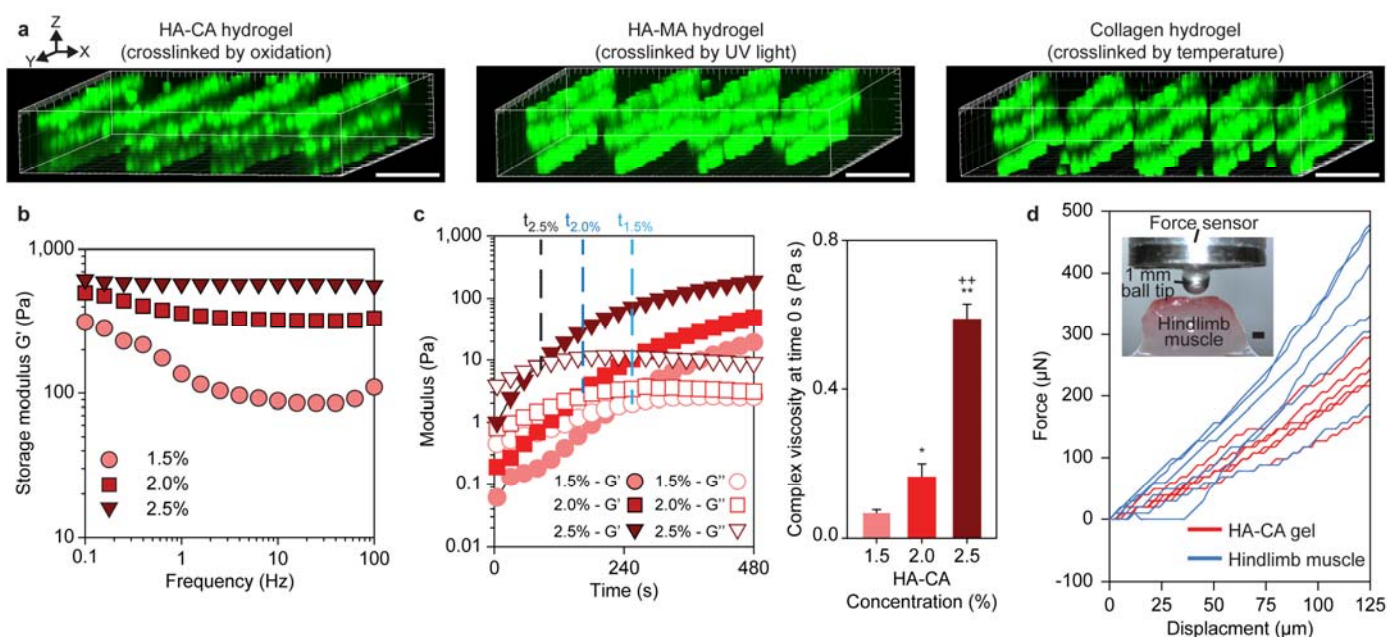 a
Z
Y
X
HA-CA hydrogel
(crosslinked by oxidation)
HA-MA hydrogel
(crosslinked by UV light)
Collagen hydrogel
(crosslinked by temperature)
b
Storage modulus G' (Pa)
1,000
100
10
0.1
1
10
100
Frequency (Hz)
1.5%
2.0%
2.5%
c
t2.5%
t2.0%
t1.5%
Modulus (Pa)
1,000
100
10
1
0.1
0.01
0
240
480
Time (s)
1.5% - G'
1.5% - G''
2.0% - G'
2.0% - G''
2.5% - G'
2.5% - G''
Complex viscosity at time 0 s (Pa s)
0.8
0.4
0.0
*
++
**
1.5
2.0
2.5
HA-CA
Concentration (%)
d
Force (µN)
500
400
300
200
100
0
-100
Force sensor
1 mm
ball tip
Hindlimb
muscle
HA-CA gel
Hindlimb muscle
0
25
50
75
100
125
Displacment (µm)